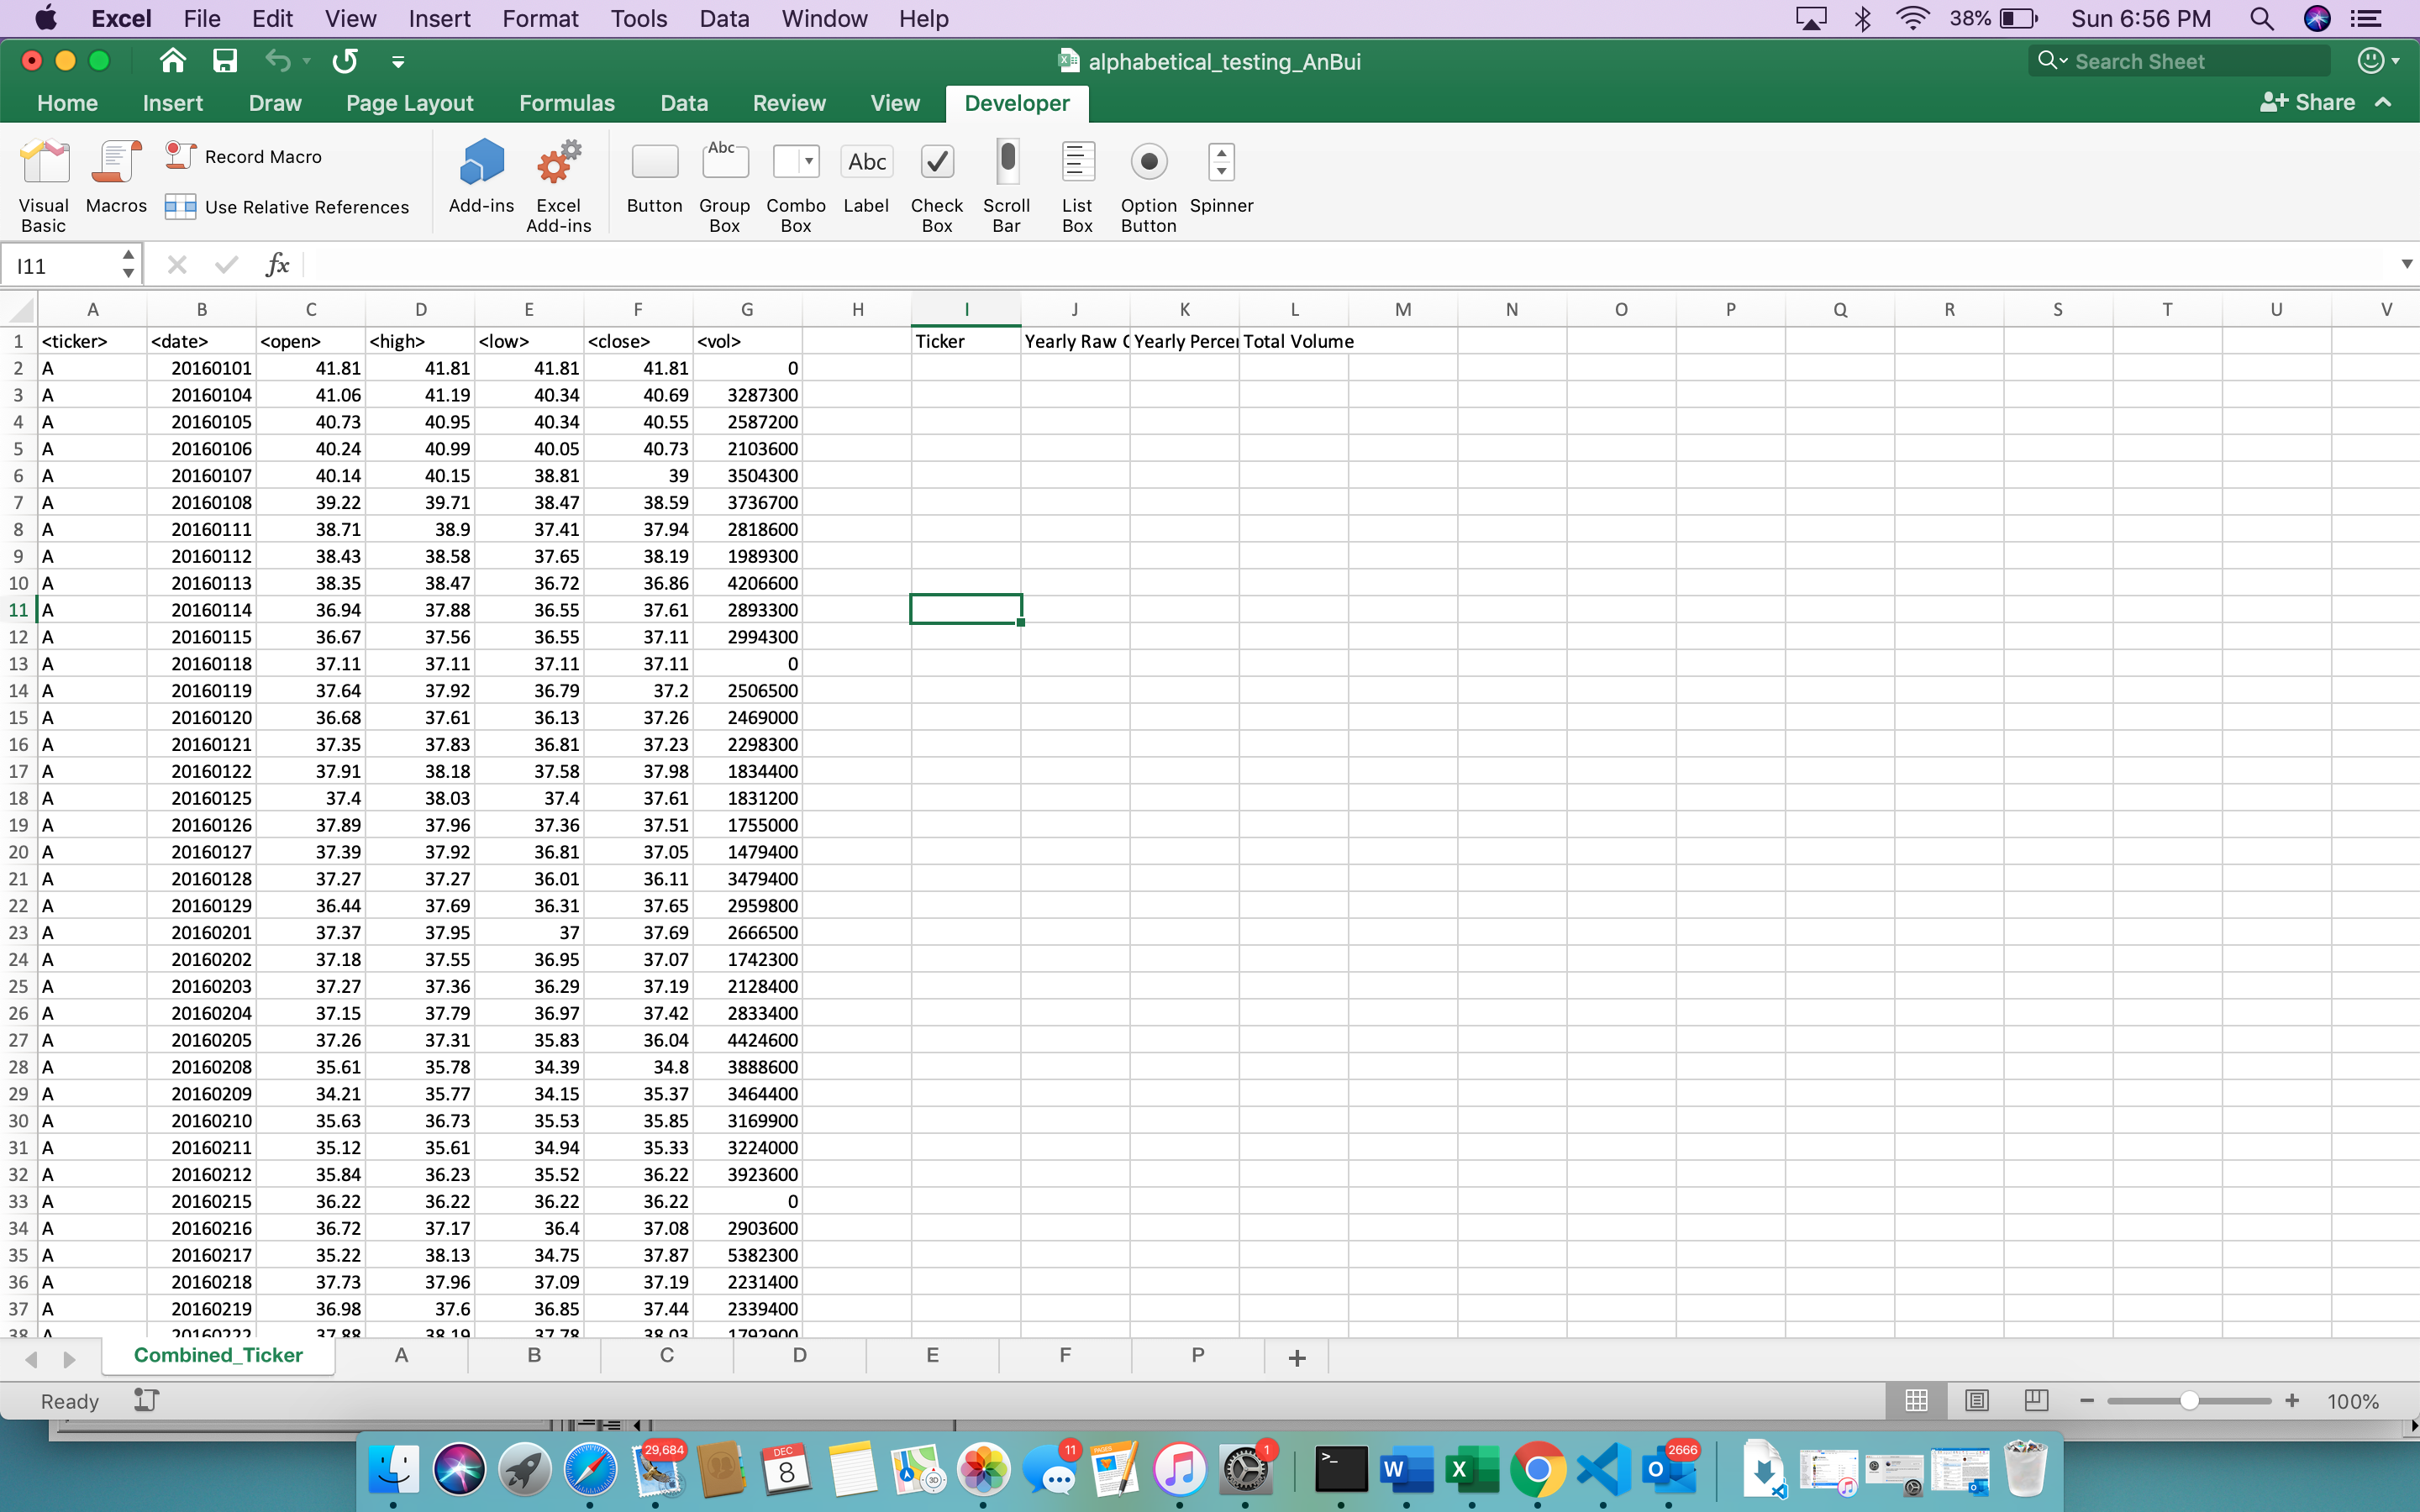 Excel File Edit View Insert Format Tools Data Window Help 38% Sun 6:56 PM
alphabetical_testing_AnBui Search Sheet
Home Insert Draw Page Layout Formulas Data Review View Developer Share
Visual Basic Macros Record Macro Use Relative References Add-ins Excel Add-ins Button Group Box Combo Box Label Check Box Scroll Bar List Box Option Button Spinner
Abc Abc
I11 fx
A B C D E F G H I J K L M N O P Q R S T U V
1 <ticker> <date> <open> <high> <low> <close> <vol> Ticker Yearly Raw C Yearly Percen Total Volume
2 A 20160101 41.81 41.81 41.81 41.81 0
3 A 20160104 41.06 41.19 40.34 40.69 3287300
4 A 20160105 40.73 40.95 40.34 40.55 2587200
5 A 20160106 40.24 40.99 40.05 40.73 2103600
6 A 20160107 40.14 40.15 38.81 39 3504300
7 A 20160108 39.22 39.71 38.47 38.59 3736700
8 A 20160111 38.71 38.9 37.41 37.94 2818600
9 A 20160112 38.43 38.58 37.65 38.19 1989300
10 A 20160113 38.35 38.47 36.72 36.86 4206600
11 A 20160114 36.94 37.88 36.55 37.61 2893300
12 A 20160115 36.67 37.56 36.55 37.11 2994300
13 A 20160118 37.11 37.11 37.11 37.11 0
14 A 20160119 37.64 37.92 36.79 37.2 2506500
15 A 20160120 36.68 37.61 36.13 37.26 2469000
16 A 20160121 37.35 37.83 36.81 37.23 2298300
17 A 20160122 37.91 38.18 37.58 37.98 1834400
18 A 20160125 37.4 38.03 37.4 37.61 1831200
19 A 20160126 37.89 37.96 37.36 37.51 1755000
20 A 20160127 37.39 37.92 36.81 37.05 1479400
21 A 20160128 37.27 37.27 36.01 36.11 3479400
22 A 20160129 36.44 37.69 36.31 37.65 2959800
23 A 20160201 37.37 37.95 37 37.69 2666500
24 A 20160202 37.18 37.55 36.95 37.07 1742300
25 A 20160203 37.27 37.36 36.29 37.19 2128400
26 A 20160204 37.15 37.79 36.97 37.42 2833400
27 A 20160205 37.26 37.31 35.83 36.04 4424600
28 A 20160208 35.61 35.78 34.39 34.8 3888600
29 A 20160209 34.21 35.77 34.15 35.37 3464400
30 A 20160210 35.63 36.73 35.53 35.85 3169900
31 A 20160211 35.12 35.61 34.94 35.33 3224000
32 A 20160212 35.84 36.23 35.52 36.22 3923600
33 A 20160215 36.22 36.22 36.22 36.22 0
34 A 20160216 36.72 37.17 36.4 37.08 2903600
35 A 20160217 35.22 38.13 34.75 37.87 5382300
36 A 20160218 37.73 37.96 37.09 37.19 2231400
37 A 20160219 36.98 37.6 36.85 37.44 2339400
38 A 20160222 37.88 38.19 37.78 38.03 1792900
Combined_Ticker A B C D E F P +
Ready 100%
29,684 DEC 8 3D 11 PAGES 1 >_ W X O 2666